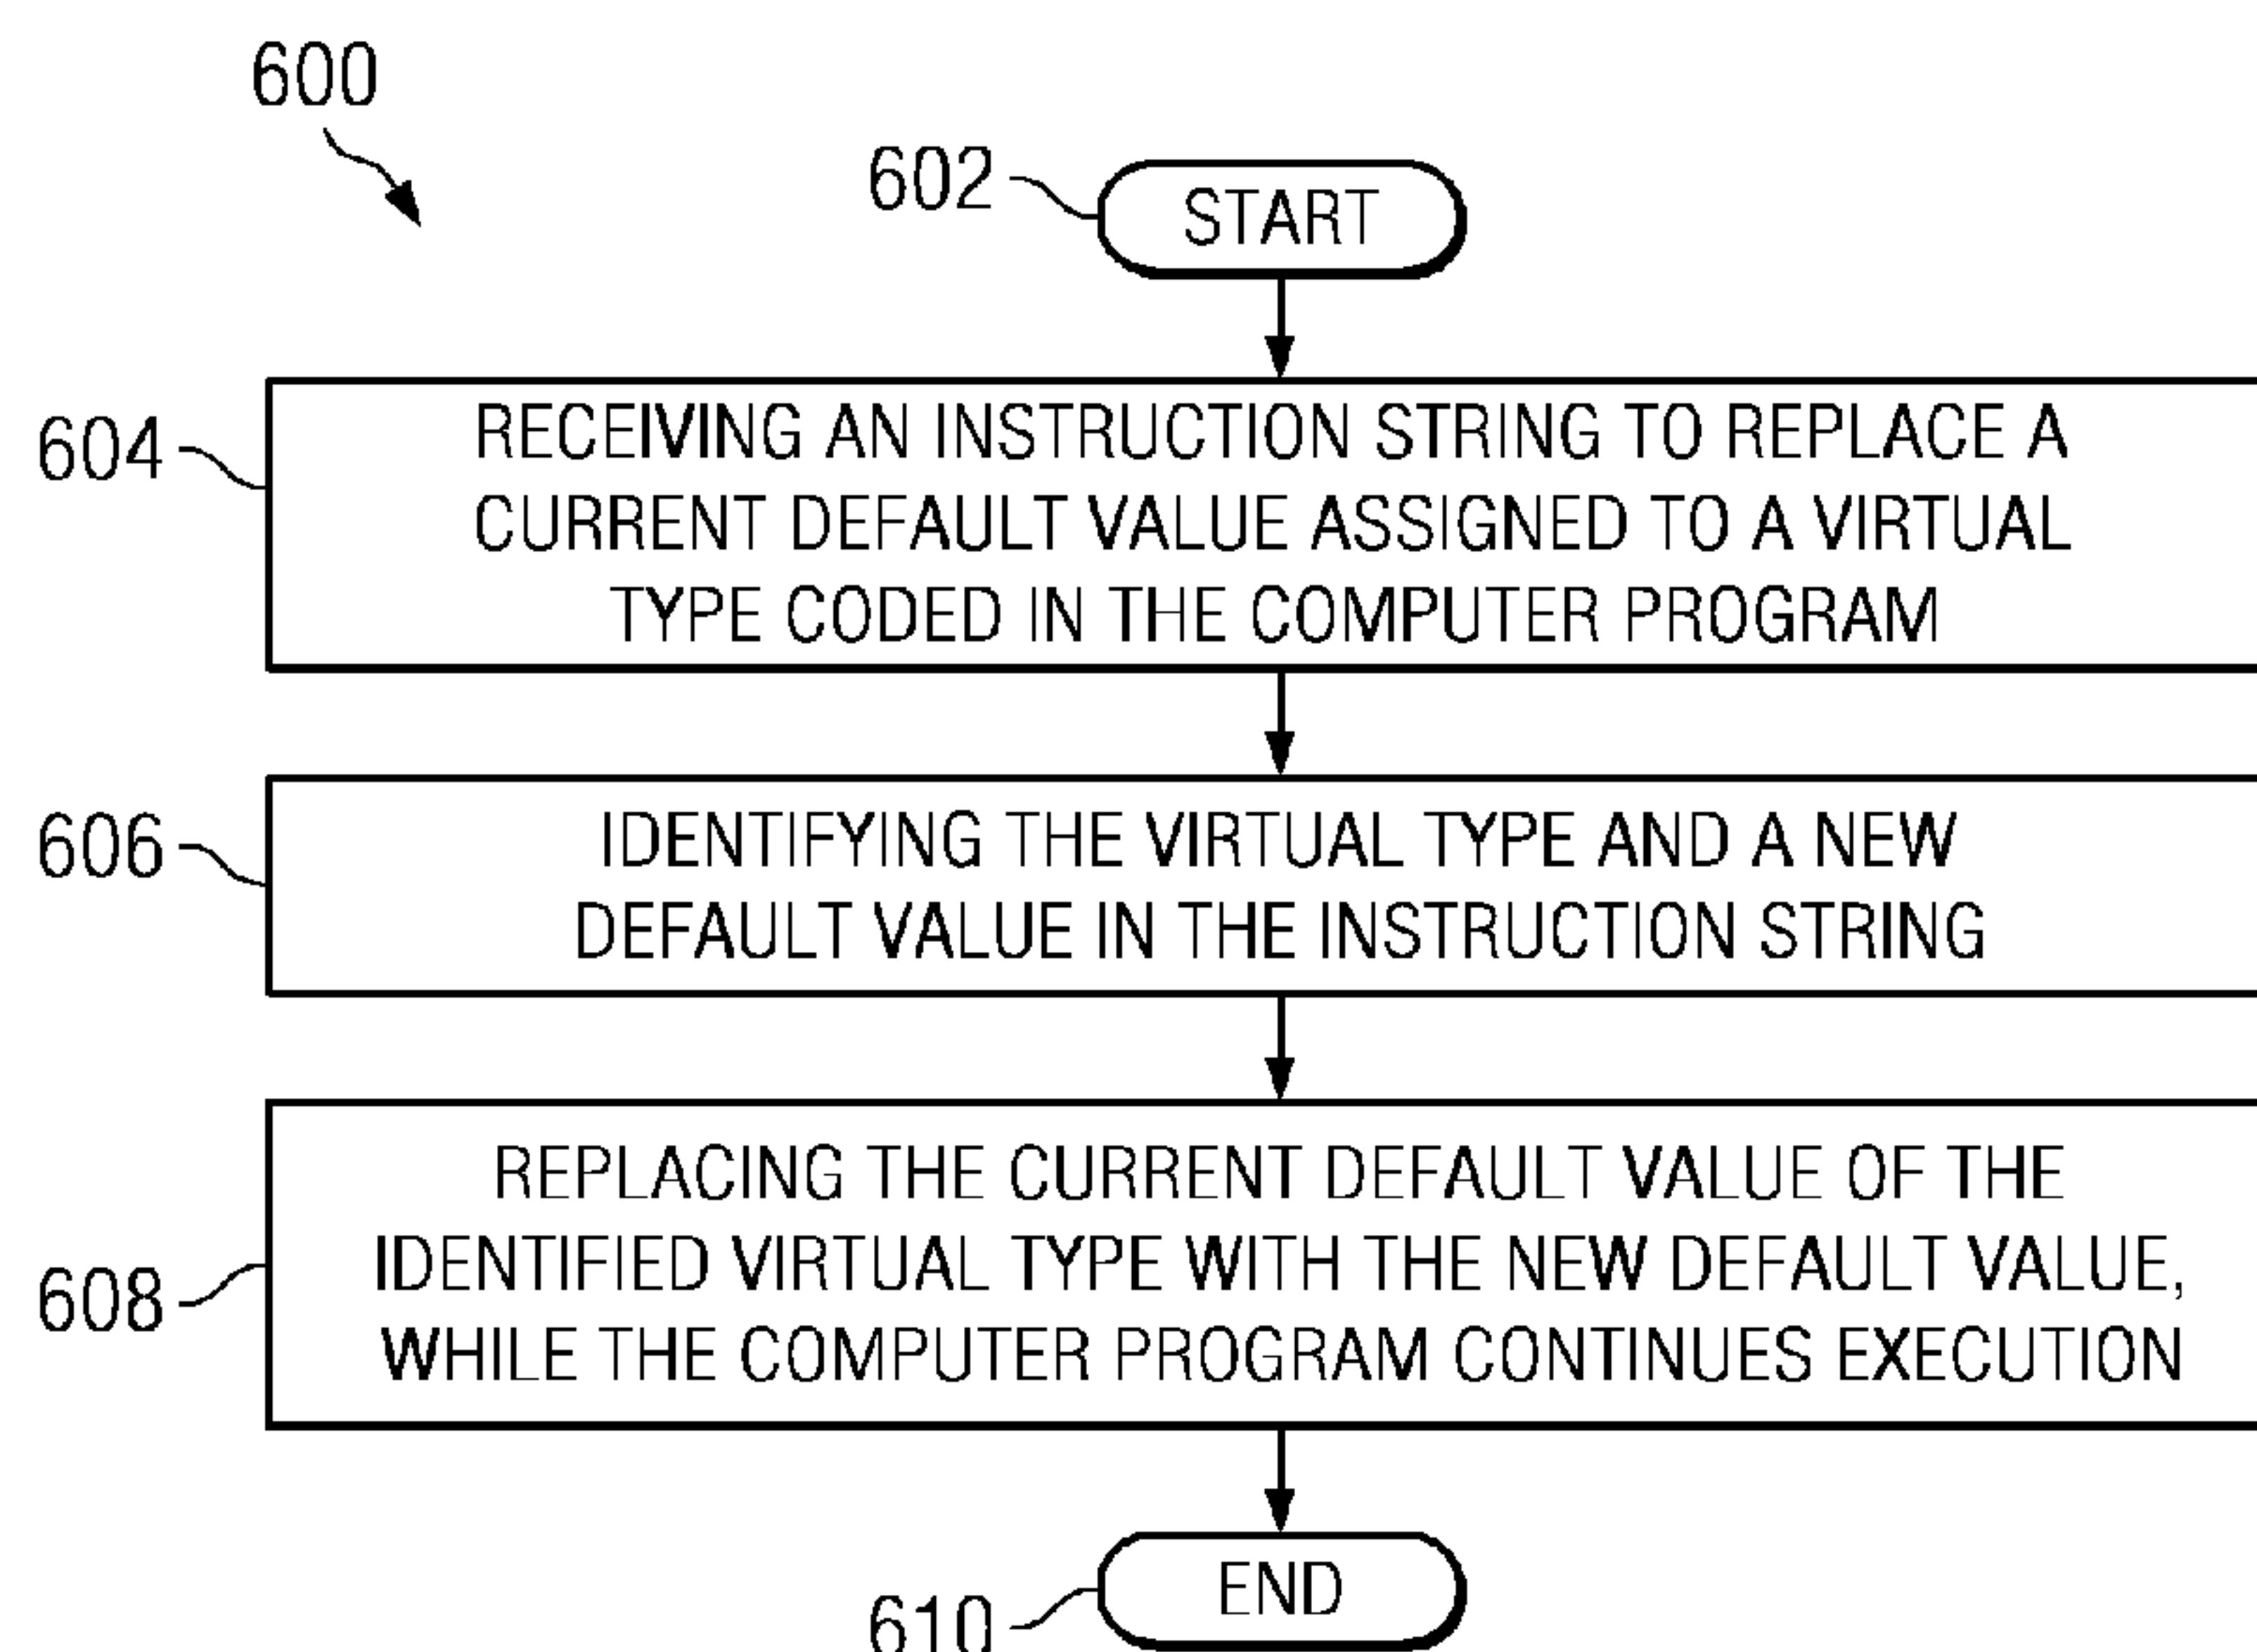 600
602
START
604
RECEIVING AN INSTRUCTION STRING TO REPLACE A
CURRENT DEFAULT VALUE ASSIGNED TO A VIRTUAL
TYPE CODED IN THE COMPUTER PROGRAM
606
IDENTIFYING THE VIRTUAL TYPE AND A NEW
DEFAULT VALUE IN THE INSTRUCTION STRING
608
REPLACING THE CURRENT DEFAULT VALUE OF THE
IDENTIFIED VIRTUAL TYPE WITH THE NEW DEFAULT VALUE,
WHILE THE COMPUTER PROGRAM CONTINUES EXECUTION
END
610